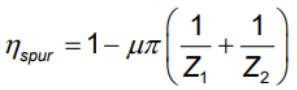 η_spur = 1 − μπ(1/Z₁ + 1/Z₂)